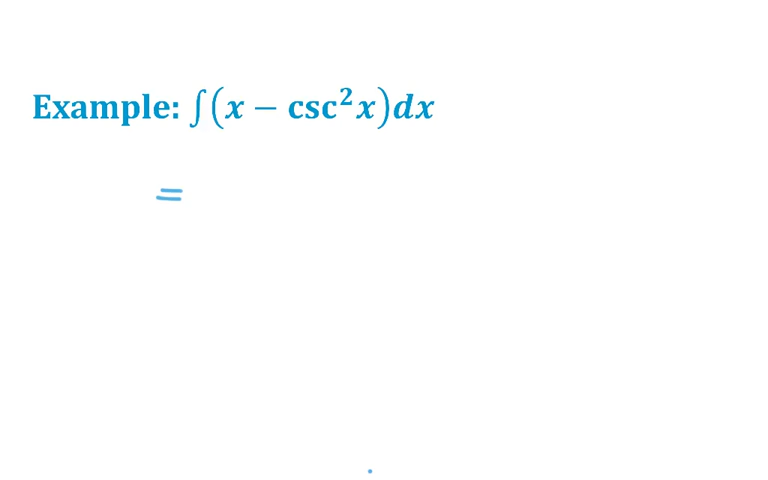 Example: ∫(x − csc²x)dx
=